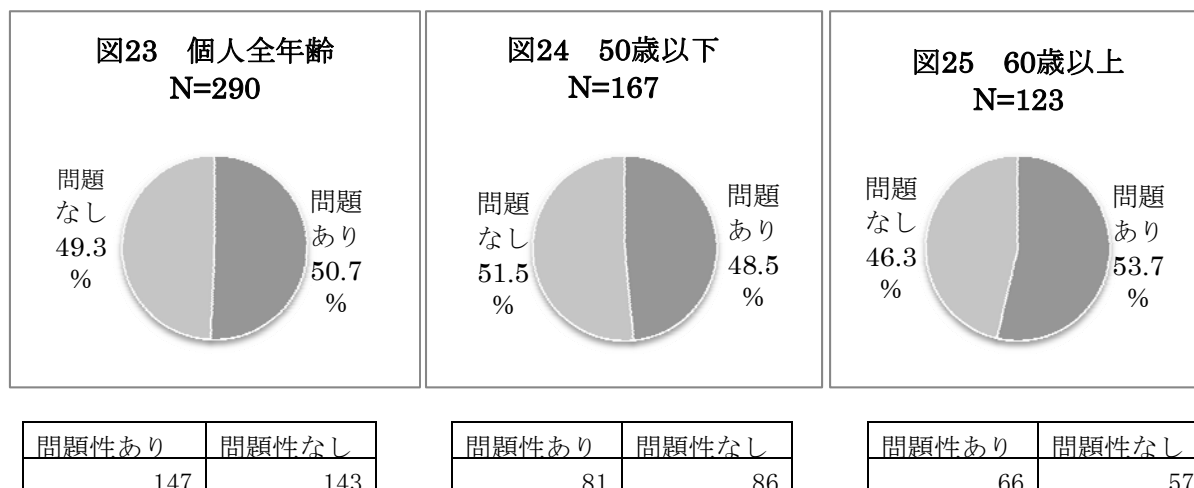 図23　個人全年齢
N=290
問題
なし
49.3
%
問題
あり
50.7
%
図24　50歳以下
N=167
問題
なし
51.5
%
問題
あり
48.5
%
図25　60歳以上
N=123
問題
なし
46.3
%
問題
あり
53.7
%
問題性あり 問題性なし
147 143
問題性あり 問題性なし
81 86
問題性あり 問題性なし
66 57